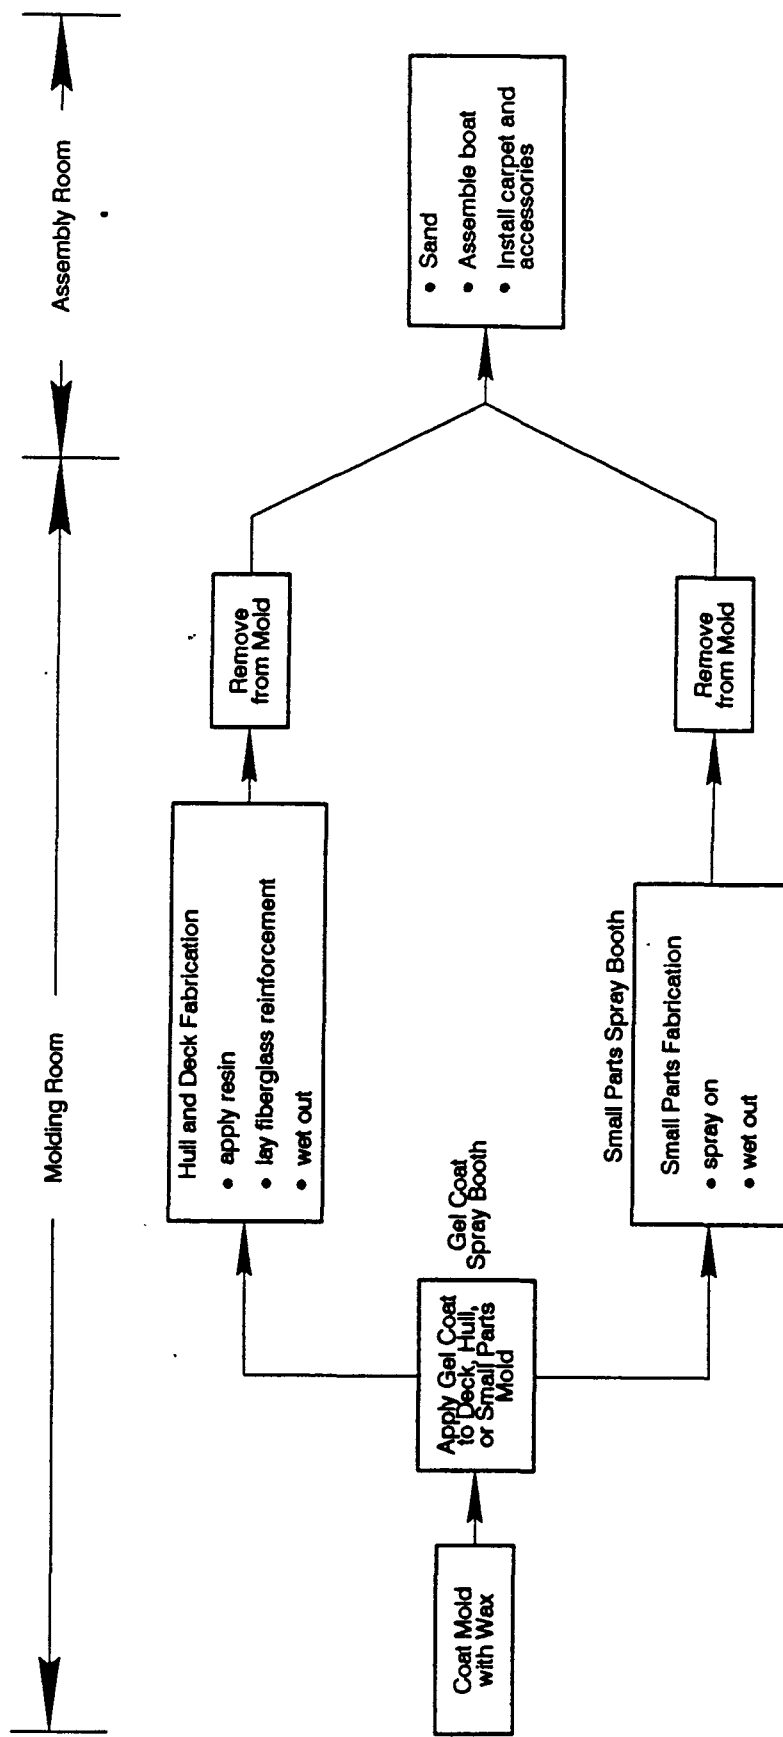 Molding Room
Assembly Room
Coat Mold
with Wax
Gel Coat
Spray Booth
Apply Gel Coat
to Deck, Hull,
or Small Parts
Mold
Hull and Deck Fabrication
• apply resin
• lay fiberglass reinforcement
• wet out
Remove
from Mold
Small Parts Spray Booth
Small Parts Fabrication
• spray on
• wet out
Remove
from Mold
• Sand
• Assemble boat
• Install carpet and
accessories